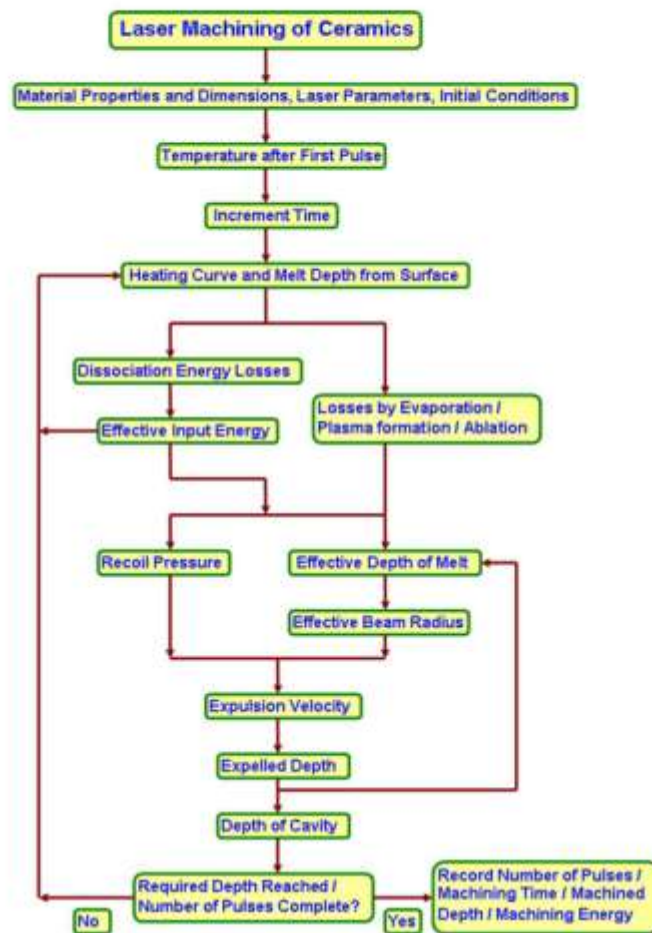 Laser Machining of Ceramics
Material Properties and Dimensions, Laser Parameters, Initial Conditions
Temperature after First Pulse
Increment Time
Heating Curve and Melt Depth from Surface
Dissociation Energy Losses
Losses by Evaporation /
Plasma formation / Ablation
Effective Input Energy
Recoil Pressure
Effective Depth of Melt
Effective Beam Radius
Expulsion Velocity
Expelled Depth
Depth of Cavity
Required Depth Reached /
Number of Pulses Complete?
Record Number of Pulses /
Machining Time / Machined
Depth / Machining Energy
No
Yes